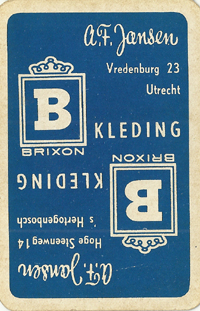 A.F. Jansen
Vredenburg 23
Utrecht
B
BRIXON
KLEDING
A.F. Jansen
Hoge Steenweg 14
's Hertogenbosch
B
BRIXON
KLEDING